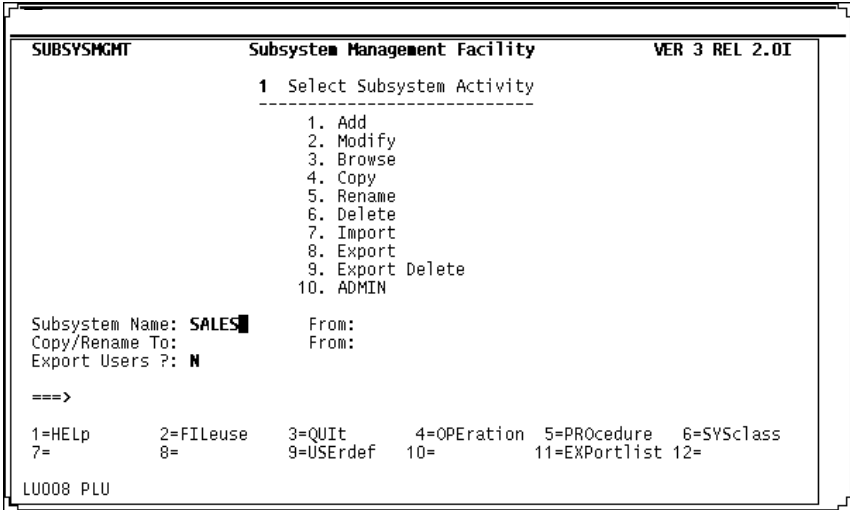 SUBSYSMGMT Subsystem Management Facility VER 3 REL 2.0I
1 Select Subsystem Activity
----------------------------
1. Add
2. Modify
3. Browse
4. Copy
5. Rename
6. Delete
7. Import
8. Export
9. Export Delete
10. ADMIN
Subsystem Name: SALES From:
Copy/Rename To: From:
Export Users ?: N
===>
1=HELp 2=FILeuse 3=QUIt 4=OPEration 5=PROcedure 6=SYSclass
7= 8= 9=USErdef 10= 11=EXPortlist 12=
LU008 PLU